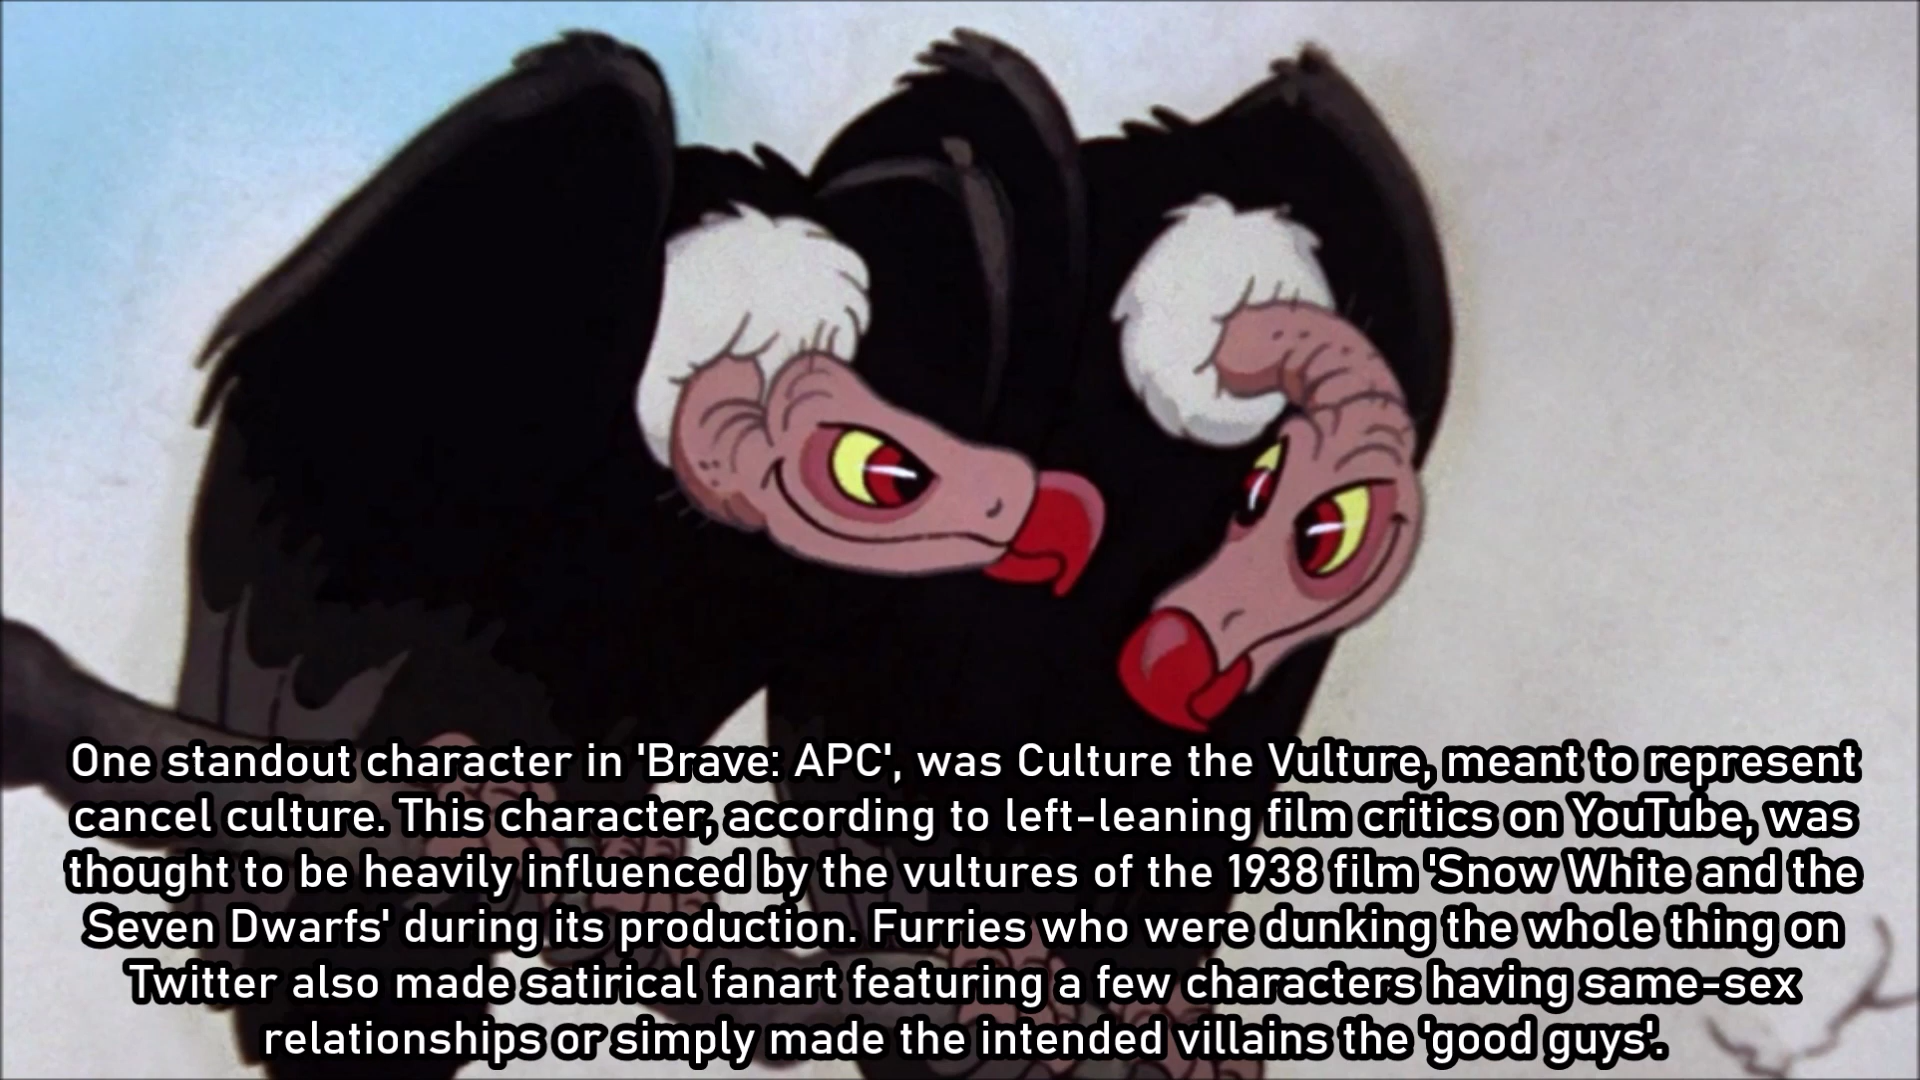 One standout character in 'Brave: APC', was Culture the Vulture, meant to represent
cancel culture. This character, according to left-leaning film critics on YouTube, was
thought to be heavily influenced by the vultures of the 1938 film 'Snow White and the
Seven Dwarfs' during its production. Furries who were dunking the whole thing on
Twitter also made satirical fanart featuring a few characters having same-sex
relationships or simply made the intended villains the 'good guys'.